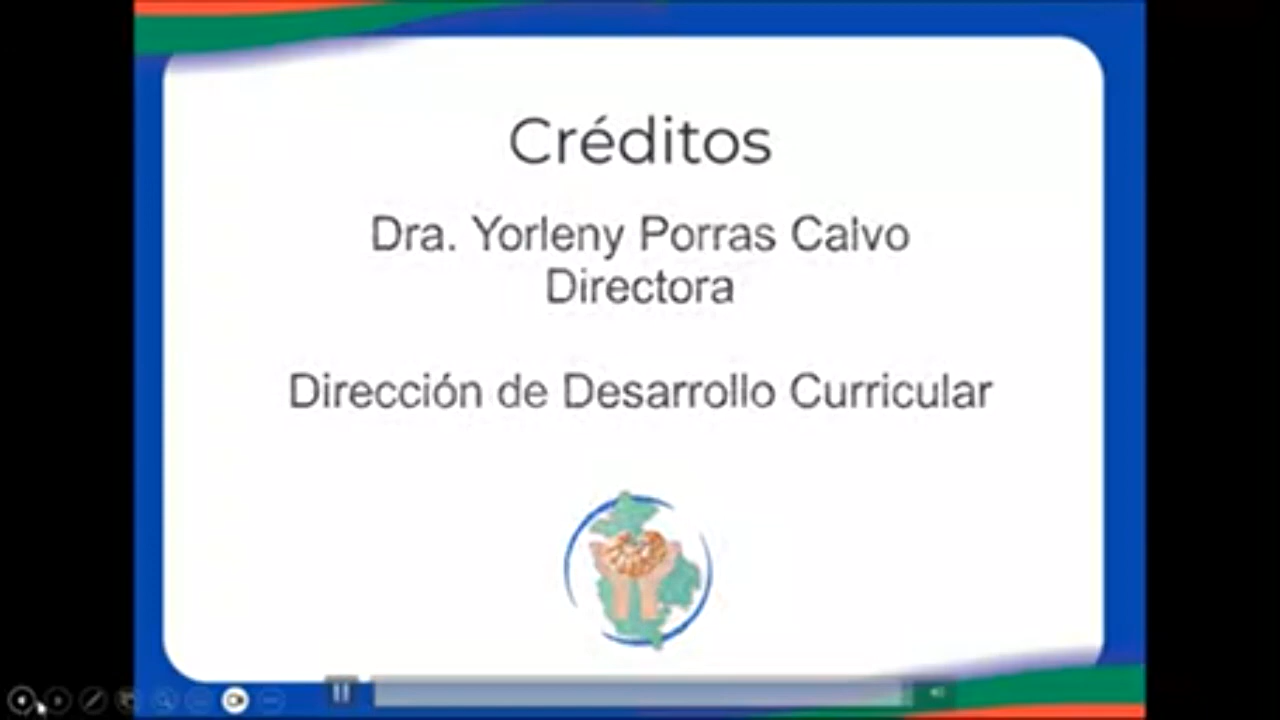 Créditos
Dra. Yorleny Porras Calvo
Directora
Dirección de Desarrollo Curricular